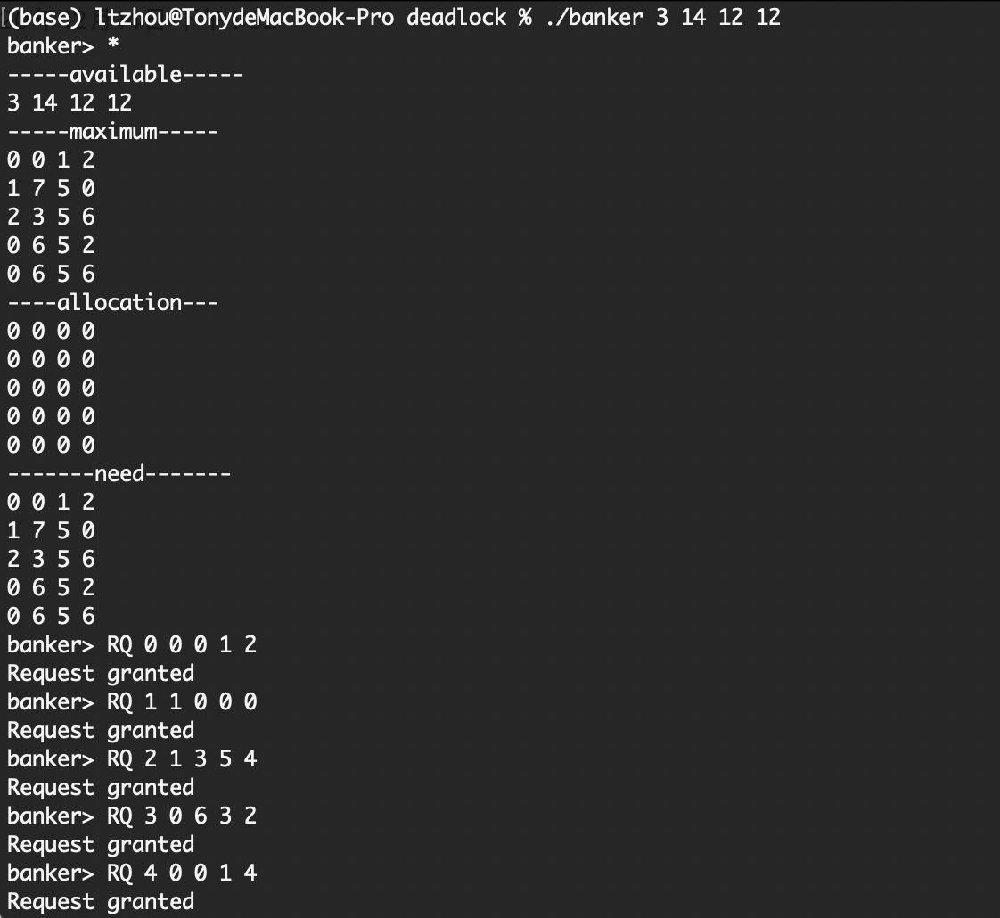 (base) ltzhou@TonydeMacBook-Pro deadlock % ./banker 3 14 12 12
banker> *
-----available-----
3 14 12 12
-----maximum-----
0 0 1 2
1 7 5 0
2 3 5 6
0 6 5 2
0 6 5 6
----allocation---
0 0 0 0
0 0 0 0
0 0 0 0
0 0 0 0
0 0 0 0
-------need-------
0 0 1 2
1 7 5 0
2 3 5 6
0 6 5 2
0 6 5 6
banker> RQ 0 0 0 1 2
Request granted
banker> RQ 1 1 0 0 0
Request granted
banker> RQ 2 1 3 5 4
Request granted
banker> RQ 3 0 6 3 2
Request granted
banker> RQ 4 0 0 1 4
Request granted